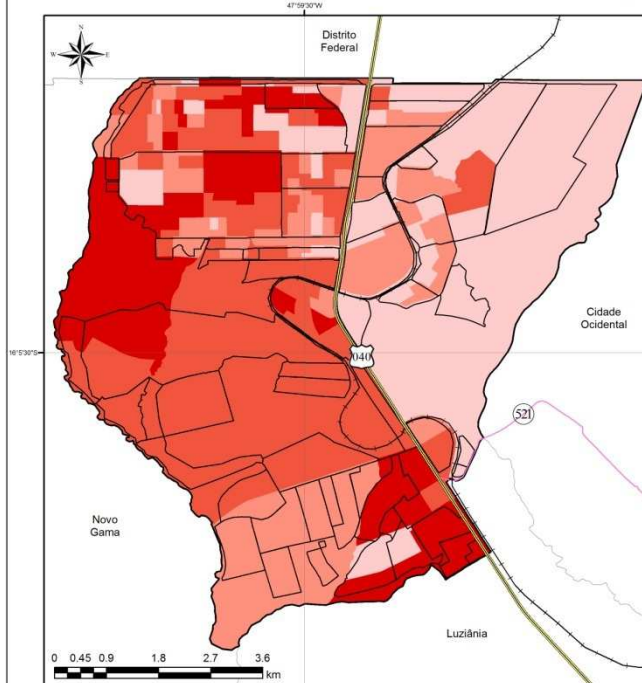 47°59'30"W
Distrito
Federal
N
W
E
S
Cidade
Ocidental
16°5'30"S
040
521
Novo
Gama
Luziânia
0 0.45 0.9 1.8 2.7 3.6
km